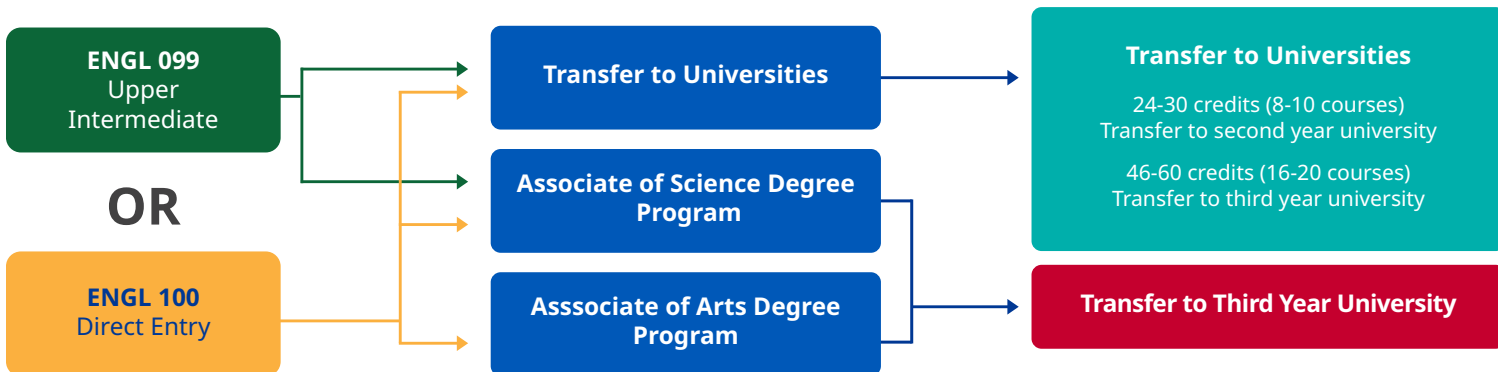 ENGL 099
Upper
Intermediate
OR
ENGL 100
Direct Entry
Transfer to Universities
Associate of Science Degree
Program
Asssociate of Arts Degree
Program
Transfer to Universities
24-30 credits (8-10 courses)
Transfer to second year university
46-60 credits (16-20 courses)
Transfer to third year university
Transfer to Third Year University